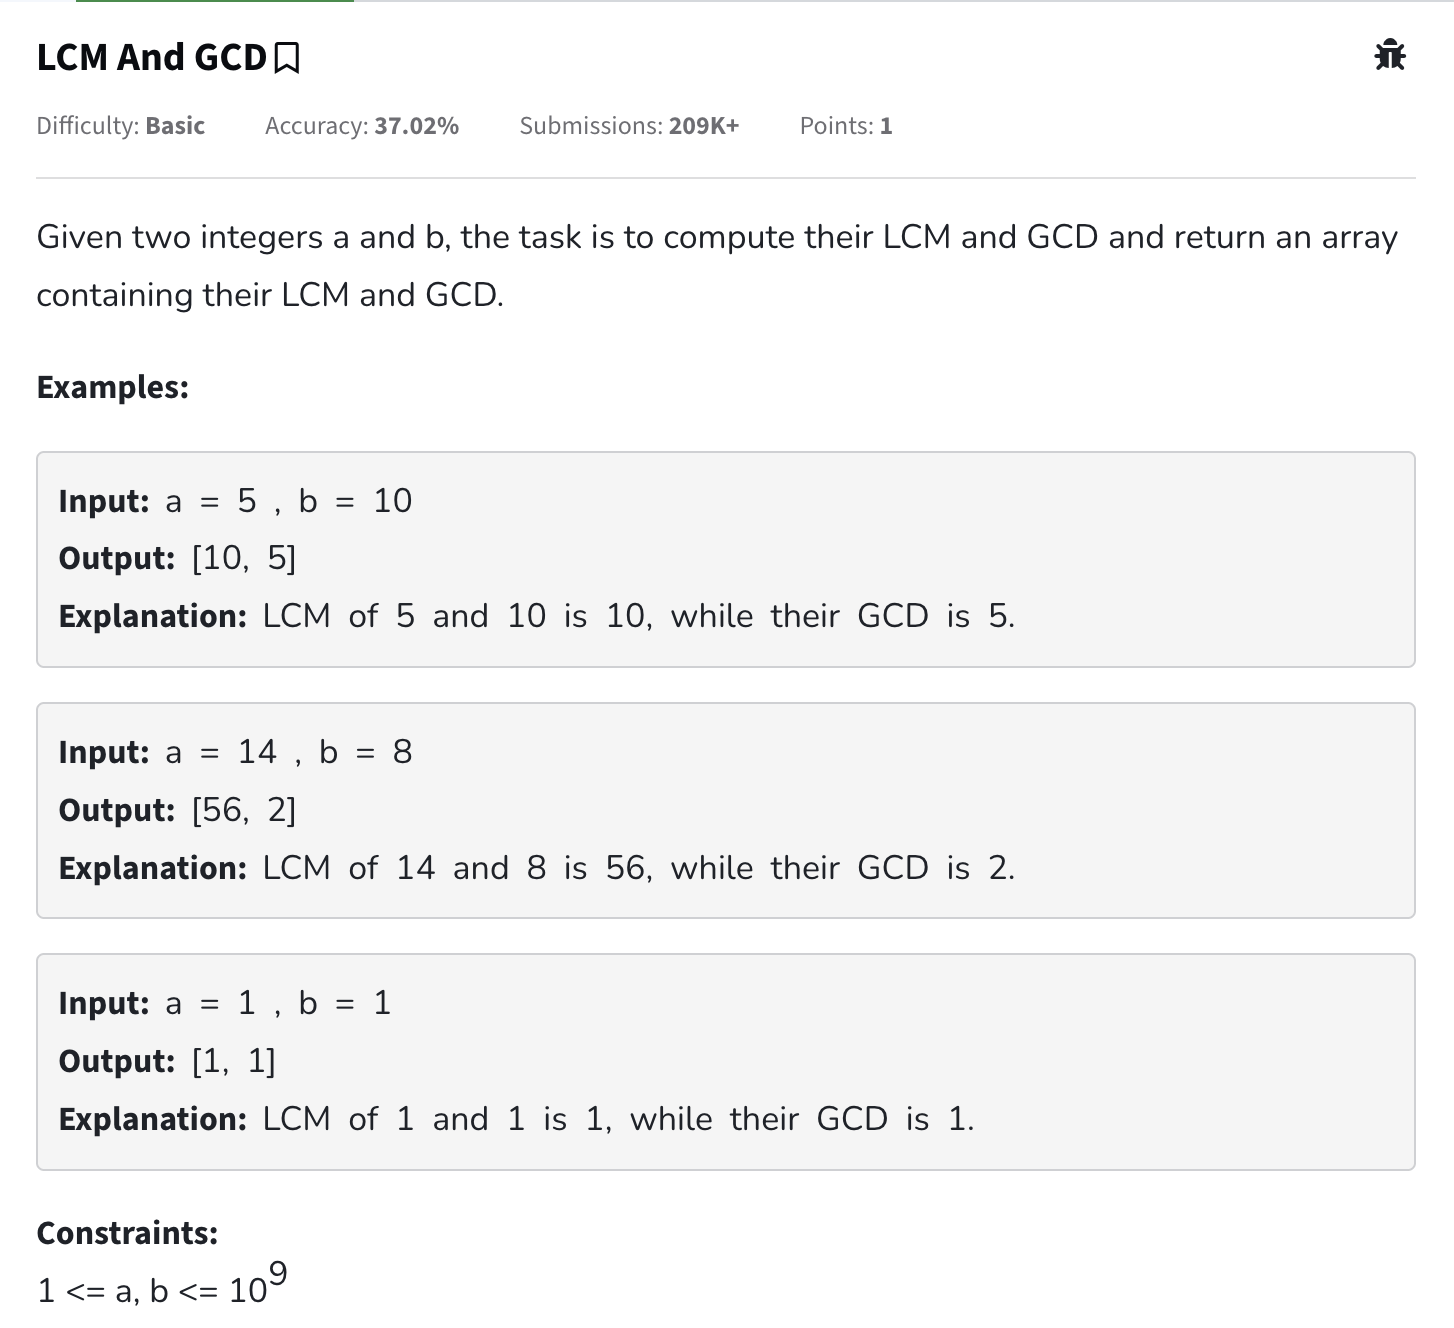 LCM And GCD
Difficulty: Basic Accuracy: 37.02% Submissions: 209K+ Points: 1
Given two integers a and b, the task is to compute their LCM and GCD and return an array
containing their LCM and GCD.
Examples:
Input: a = 5 , b = 10
Output: [10, 5]
Explanation: LCM of 5 and 10 is 10, while their GCD is 5.
Input: a = 14 , b = 8
Output: [56, 2]
Explanation: LCM of 14 and 8 is 56, while their GCD is 2.
Input: a = 1 , b = 1
Output: [1, 1]
Explanation: LCM of 1 and 1 is 1, while their GCD is 1.
Constraints:
1 <= a, b <= 10⁹